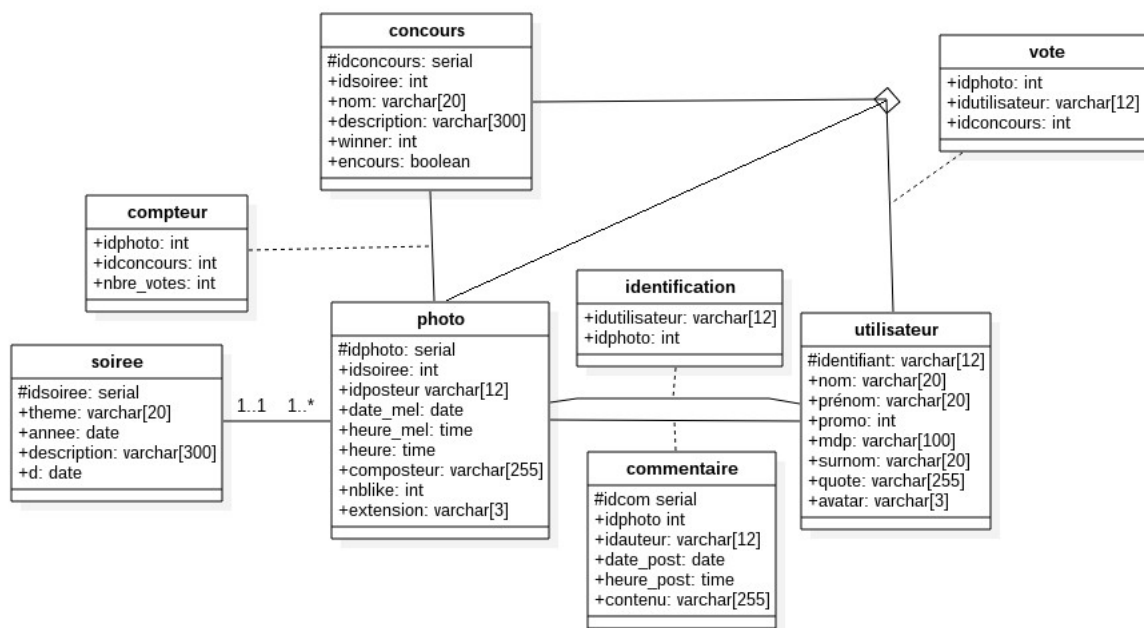 concours
#idconcours: serial
+idsoiree: int
+nom: varchar[20]
+description: varchar[300]
+winner: int
+encours: boolean
vote
+idphoto: int
+idutilisateur: varchar[12]
+idconcours: int
compteur
+idphoto: int
+idconcours: int
+nbre_votes: int
identification
+idutilisateur: varchar[12]
+idphoto: int
photo
#idphoto: serial
+idsoiree: int
+idposteur varchar[12]
+date_mel: date
+heure_mel: time
+heure: time
+composteur: varchar[255]
+nblike: int
+extension: varchar[3]
utilisateur
#identifiant: varchar[12]
+nom: varchar[20]
+prénom: varchar[20]
+promo: int
+mdp: varchar[100]
+surnom: varchar[20]
+quote: varchar[255]
+avatar: varchar[3]
soiree
#idsoiree: serial
+theme: varchar[20]
+annee: date
+description: varchar[300]
+d: date
1..1 1..*
commentaire
#idcom serial
+idphoto int
+idauteur: varchar[12]
+date_post: date
+heure_post: time
+contenu: varchar[255]